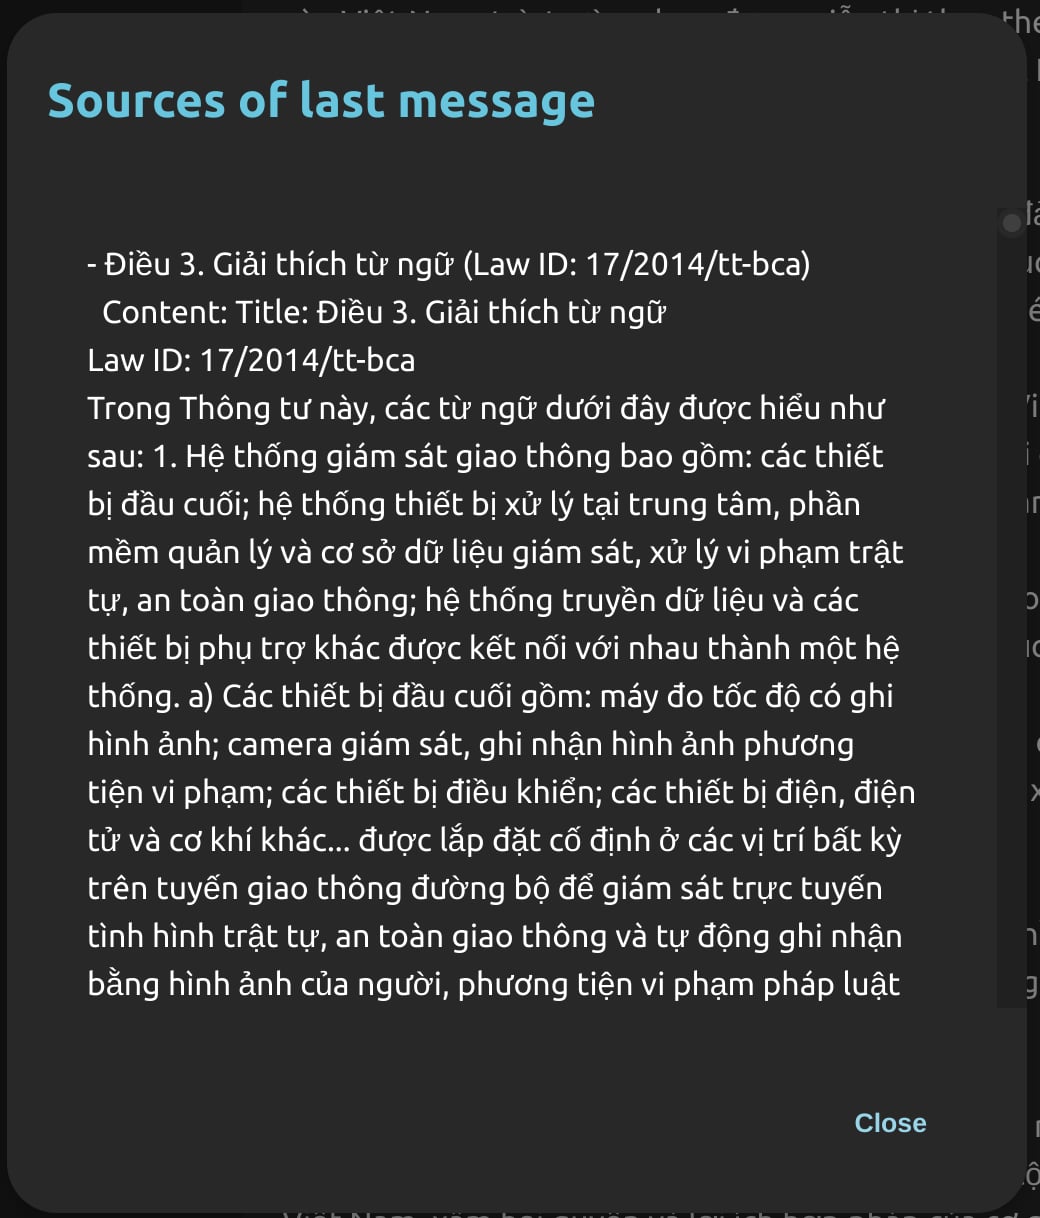 Sources of last message
- Điều 3. Giải thích từ ngữ (Law ID: 17/2014/tt-bca)
Content: Title: Điều 3. Giải thích từ ngữ
Law ID: 17/2014/tt-bca
Trong Thông tư này, các từ ngữ dưới đây được hiểu như
sau: 1. Hệ thống giám sát giao thông bao gồm: các thiết
bị đầu cuối; hệ thống thiết bị xử lý tại trung tâm, phần
mềm quản lý và cơ sở dữ liệu giám sát, xử lý vi phạm trật
tự, an toàn giao thông; hệ thống truyền dữ liệu và các
thiết bị phụ trợ khác được kết nối với nhau thành một hệ
thống. a) Các thiết bị đầu cuối gồm: máy đo tốc độ có ghi
hình ảnh; camera giám sát, ghi nhận hình ảnh phương
tiện vi phạm; các thiết bị điều khiển; các thiết bị điện, điện
tử và cơ khí khác... được lắp đặt cố định ở các vị trí bất kỳ
trên tuyến giao thông đường bộ để giám sát trực tuyến
tình hình trật tự, an toàn giao thông và tự động ghi nhận
bằng hình ảnh của người, phương tiện vi phạm pháp luật
Close